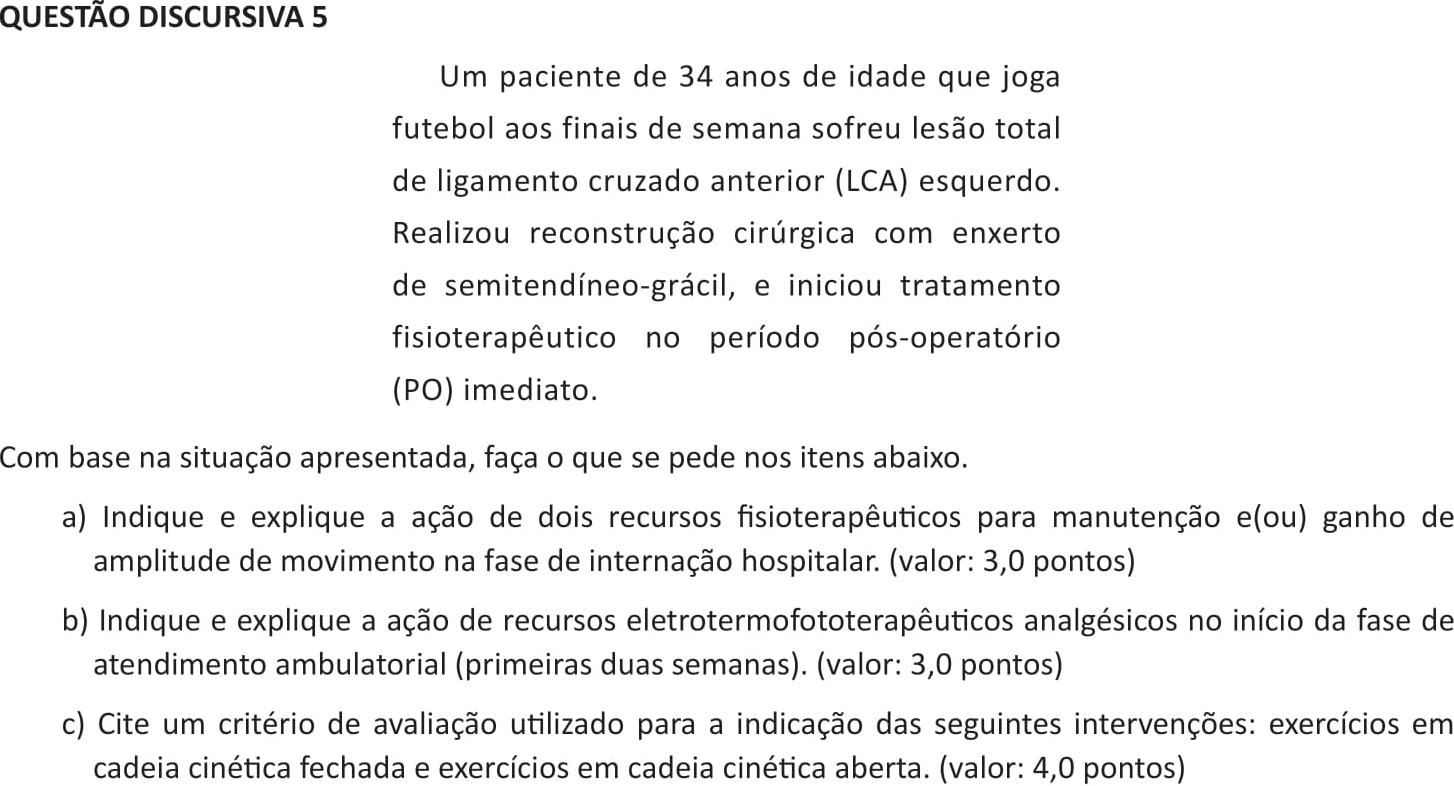 QUESTÃO DISCURSIVA 5
Um paciente de 34 anos de idade que joga
futebol aos finais de semana sofreu lesão total
de ligamento cruzado anterior (LCA) esquerdo.
Realizou reconstrução cirúrgica com enxerto
de semitendíneo-grácil, e iniciou tratamento
fisioterapêutico no período pós-operatório
(PO) imediato.
Com base na situação apresentada, faça o que se pede nos itens abaixo.
a) Indique e explique a ação de dois recursos fisioterapêuticos para manutenção e(ou) ganho de
amplitude de movimento na fase de internação hospitalar. (valor: 3,0 pontos)
b) Indique e explique a ação de recursos eletrotermofototerapêuticos analgésicos no início da fase de
atendimento ambulatorial (primeiras duas semanas). (valor: 3,0 pontos)
c) Cite um critério de avaliação utilizado para a indicação das seguintes intervenções: exercícios em
cadeia cinética fechada e exercícios em cadeia cinética aberta. (valor: 4,0 pontos)